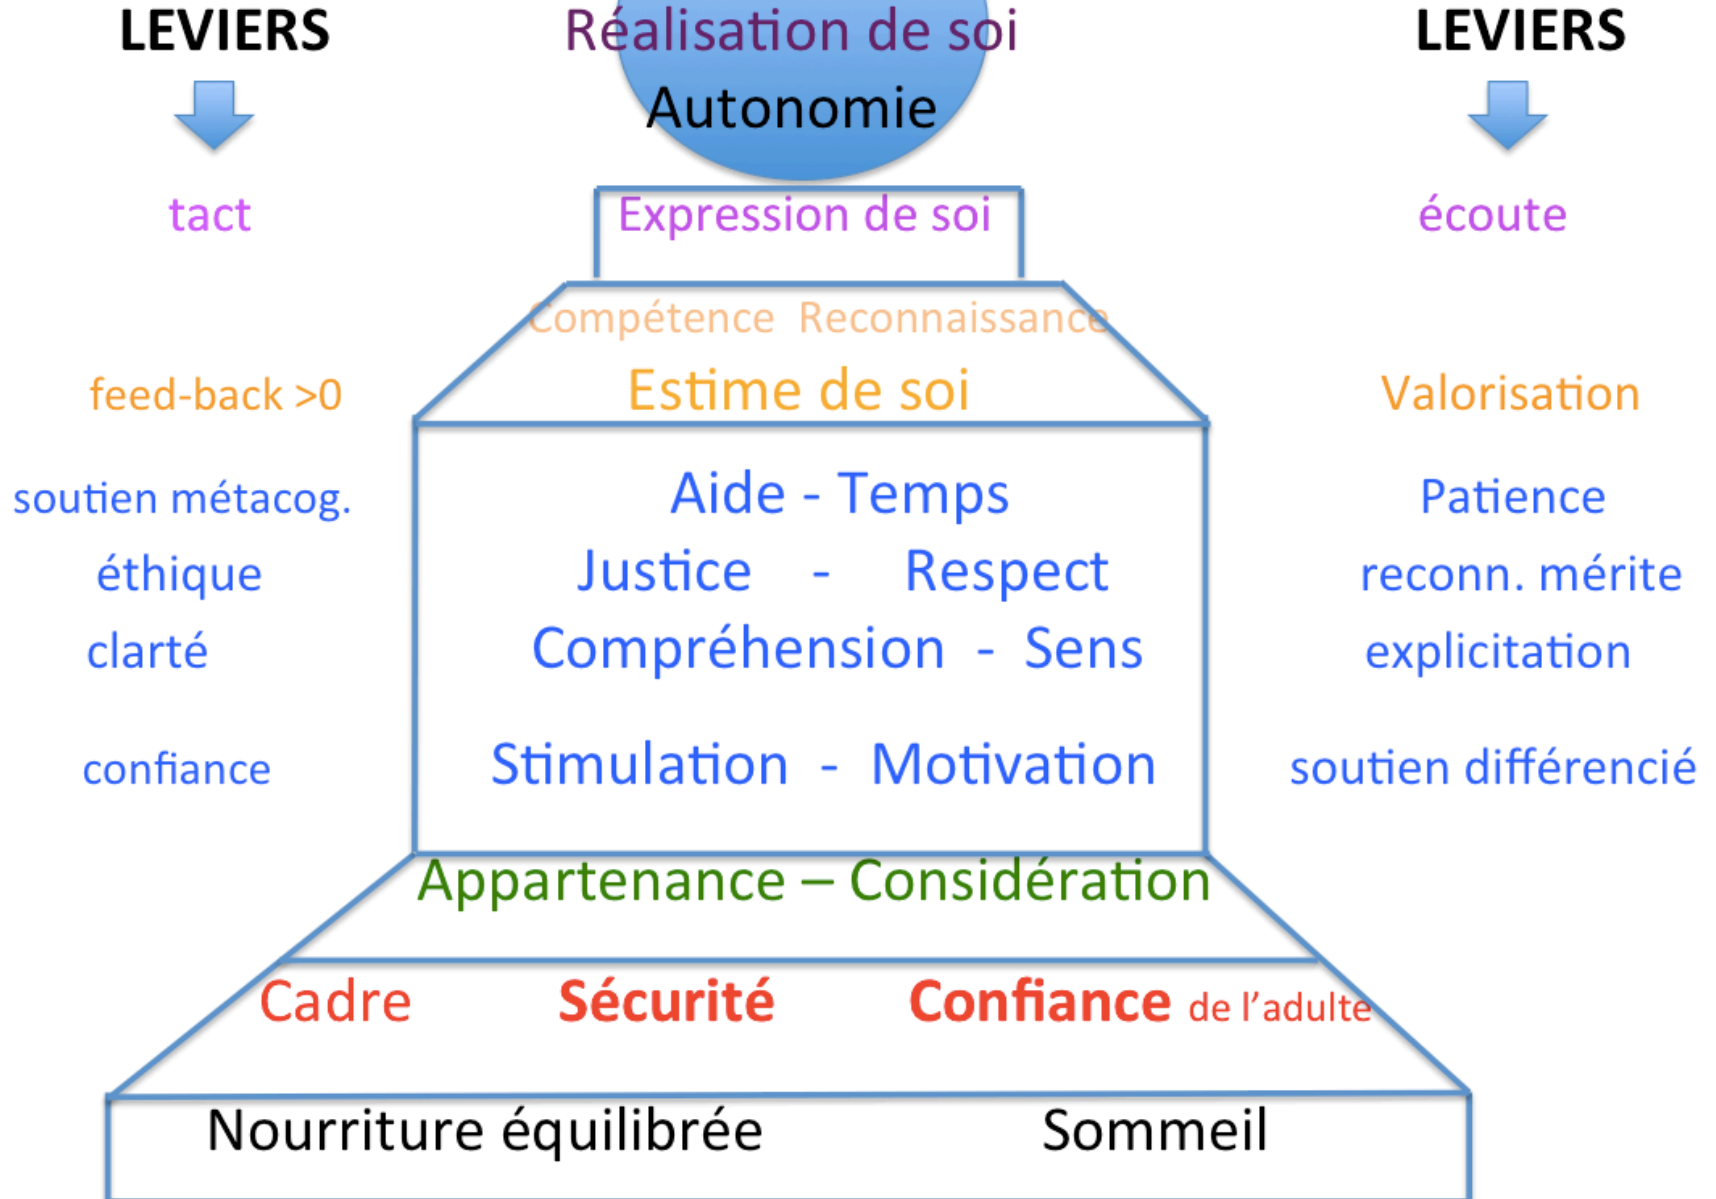 LEVIERS Réalisation de soi LEVIERS
Autonomie
tact Expression de soi écoute
Compétence Reconnaissance
feed-back >0 Estime de soi Valorisation
soutien métacog. Aide - Temps Patience
éthique Justice - Respect reconn. mérite
clarté Compréhension - Sens explicitation
confiance Stimulation - Motivation soutien différencié
Appartenance – Considération
Cadre Sécurité Confiance de l'adulte
Nourriture équilibrée Sommeil